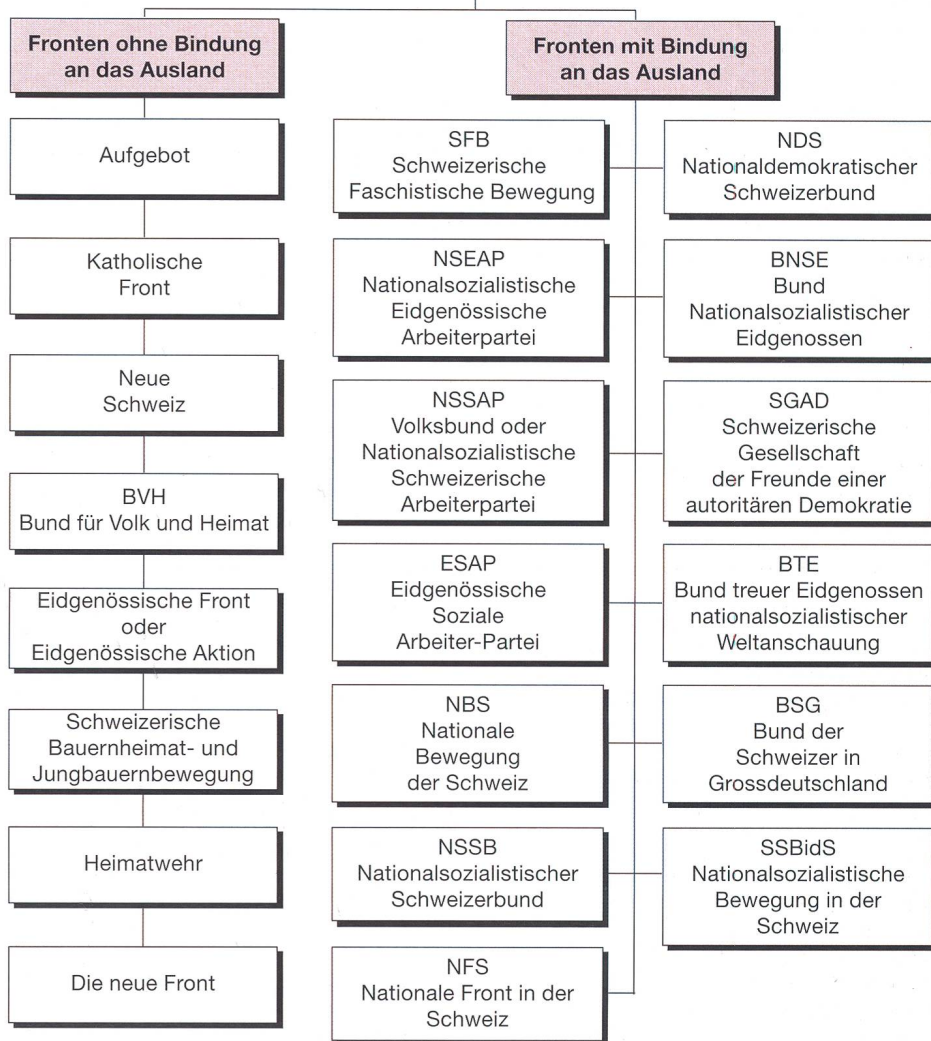 Fronten ohne Bindung
an das Ausland
Aufgebot
Katholische
Front
Neue
Schweiz
BVH
Bund für Volk und Heimat
Eidgenössische Front
oder
Eidgenössische Aktion
Schweizerische
Bauernheimat- und
Jungbauernbewegung
Heimatwehr
Die neue Front
Fronten mit Bindung
an das Ausland
SFB
Schweizerische
Faschistische Bewegung
NDS
Nationaldemokratischer
Schweizerbund
NSEAP
Nationalsozialistische
Eidgenössische
Arbeiterpartei
BNSE
Bund
Nationalsozialistischer
Eidgenossen
NSSAP
Volksbund oder
Nationalsozialistische
Schweizerische
Arbeiterpartei
SGAD
Schweizerische
Gesellschaft
der Freunde einer
autoritären Demokratie
ESAP
Eidgenössische
Soziale
Arbeiter-Partei
BTE
Bund treuer Eidgenossen
nationalsozialistischer
Weltanschauung
NBS
Nationale
Bewegung
der Schweiz
BSG
Bund der
Schweizer in
Grossdeutschland
NSSB
Nationalsozialistischer
Schweizerbund
SSBidS
Nationalsozialistische
Bewegung in der
Schweiz
NFS
Nationale Front in der
Schweiz